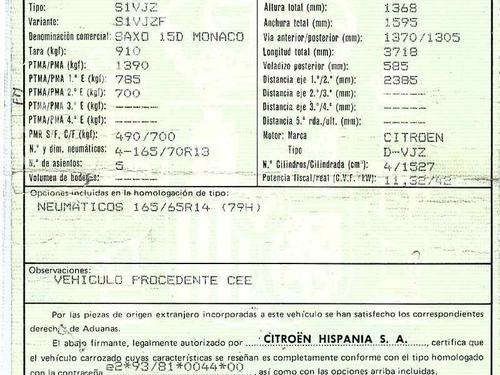 Tipo: S1VJZ Altura total (mm): 1368
Variante: S1VJZF Anchura total (mm): 1595
Denominación comercial: SAXO 15D MONACO Via anterior/posterior (mm): 1370/1305
Tara (kgf): 910 Longitud total (mm): 3718
PTMA/PMA (kgf): 1390 Voladizo posterior (mm): 585
PTMA/PMA 1.º E (kgf): 785 Distancia eje 1.º/2.º (mm): 2385
PTMA/PMA 2.º E (kgf): 700 Distancia eje 2.º/3.º (mm): -----
PTMA/PMA 3.º E (kgf): ----- Distancia eje 3.º/4.º (mm): -----
PTMA/PMA 4.º E (kgf): ----- Distancia 5.ª rda./ult. (mm): -----
PMR S/F, C/F (kgf): 490/700 Motor: Marca CITROEN
N.º y dim. neumáticos: 4-165/70R13 Tipo D-VJZ
N.º de asientos: 5 N.º Cilindros/Cilindrada (cm³): 4/1527
Volumen de bodegas: ----- Potencia fiscal/real (C.V.F. kW): 11,32/42
Opciones incluidas en la homologación de tipo:
NEUMATICOS 165/65R14 (79H)
Observaciones:
VEHICULO PROCEDENTE CEE
Por las piezas de origen extranjero incorporadas a este vehículo se han satisfecho los correspondientes
derechos de Aduanas.
El abajo firmante, legalmente autorizado por CITROËN HISPANIA S. A. , certifica que
el vehículo carrozado cuyas características se reseñan es completamente conforme con el tipo homologado
con la contraseña e2*93/81*0044*00 , así como con las opciones arriba incluidas.